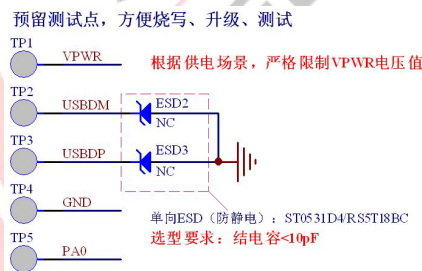 预留测试点，方便烧写、升级、测试
TP1
VPWR
根据供电场景，严格限制VPWR电压值
TP2
USBDM
ESD2
NC
TP3
USBDP
ESD3
NC
TP4
GND
单向ESD（防静电）：ST0531D4/RS5T18BC
选型要求：结电容<10pF
TP5
PA0